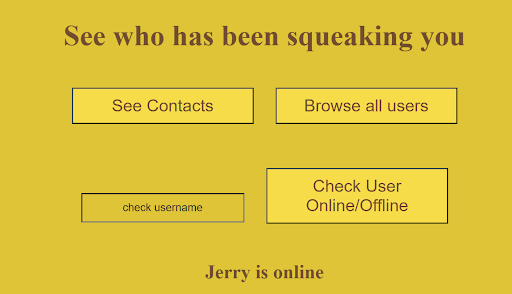 See who has been squeaking you
See Contacts
Browse all users
check username
Check User
Online/Offline
Jerry is online